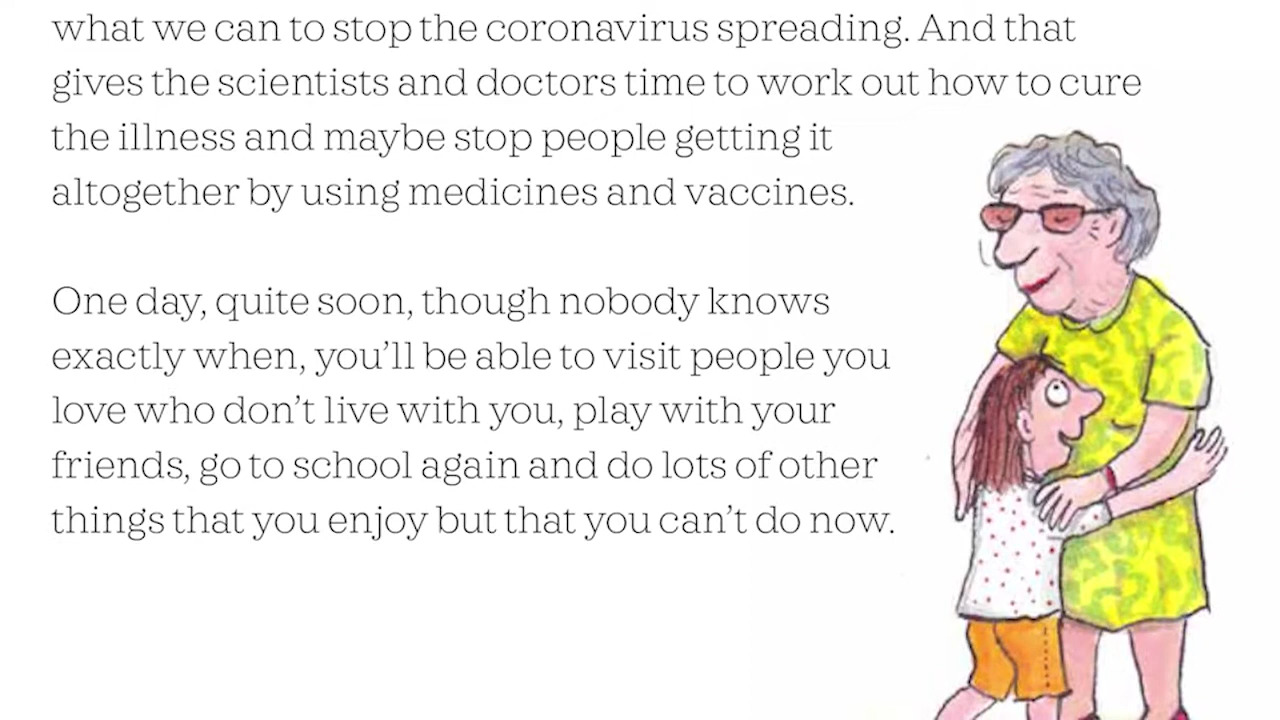 what we can to stop the coronavirus spreading. And that
gives the scientists and doctors time to work out how to cure
the illness and maybe stop people getting it
altogether by using medicines and vaccines.
One day, quite soon, though nobody knows
exactly when, you’ll be able to visit people you
love who don’t live with you, play with your
friends, go to school again and do lots of other
things that you enjoy but that you can’t do now.